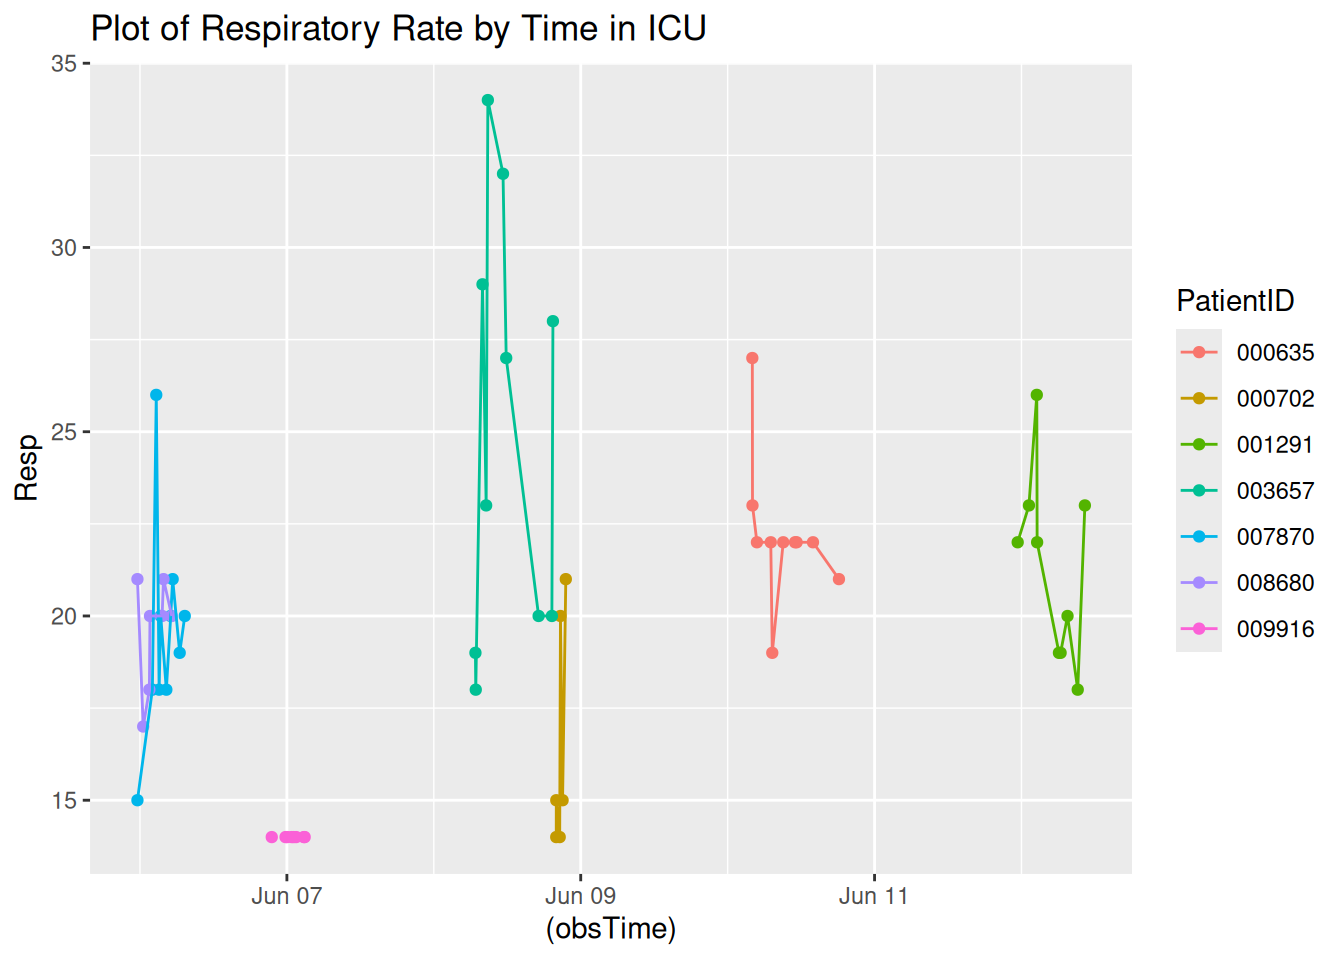 Plot of Respiratory Rate by Time in ICU
35
30
25
20
15
Resp
Jun 07
Jun 09
Jun 11
(obsTime)
PatientID
000635
000702
001291
003657
007870
008680
009916